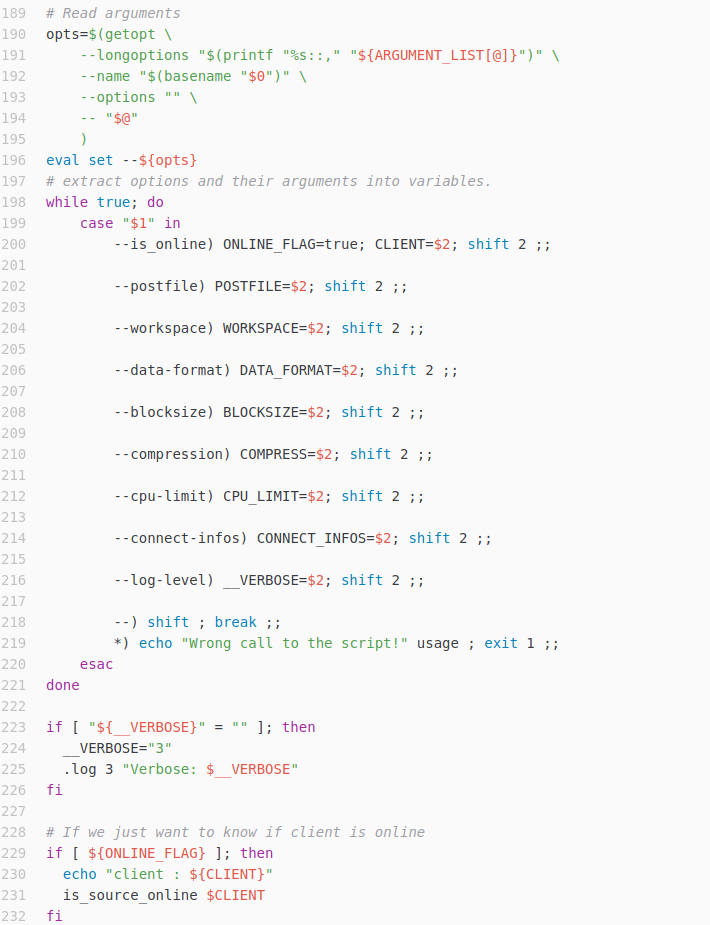 189 # Read arguments
190 opts=$(getopt \
191     --longoptions "$(printf "%s::," "${ARGUMENT_LIST[@]}")" \
192     --name "$(basename "$0")" \
193     --options "" \
194     -- "$@"
195     )
196 eval set --${opts}
197 # extract options and their arguments into variables.
198 while true; do
199     case "$1" in
200         --is_online) ONLINE_FLAG=true; CLIENT=$2; shift 2 ;;
201
202         --postfile) POSTFILE=$2; shift 2 ;;
203
204         --workspace) WORKSPACE=$2; shift 2 ;;
205
206         --data-format) DATA_FORMAT=$2; shift 2 ;;
207
208         --blocksize) BLOCKSIZE=$2; shift 2 ;;
209
210         --compression) COMPRESS=$2; shift 2 ;;
211
212         --cpu-limit) CPU_LIMIT=$2; shift 2 ;;
213
214         --connect-infos) CONNECT_INFOS=$2; shift 2 ;;
215
216         --log-level) __VERBOSE=$2; shift 2 ;;
217
218         --) shift ; break ;;
219         *) echo "Wrong call to the script!" usage ; exit 1 ;;
220     esac
221 done
222
223 if [ "${__VERBOSE}" = "" ]; then
224   __VERBOSE="3"
225   .log 3 "Verbose: $__VERBOSE"
226 fi
227
228 # If we just want to know if client is online
229 if [ ${ONLINE_FLAG} ]; then
230   echo "client : ${CLIENT}"
231   is_source_online $CLIENT
232 fi